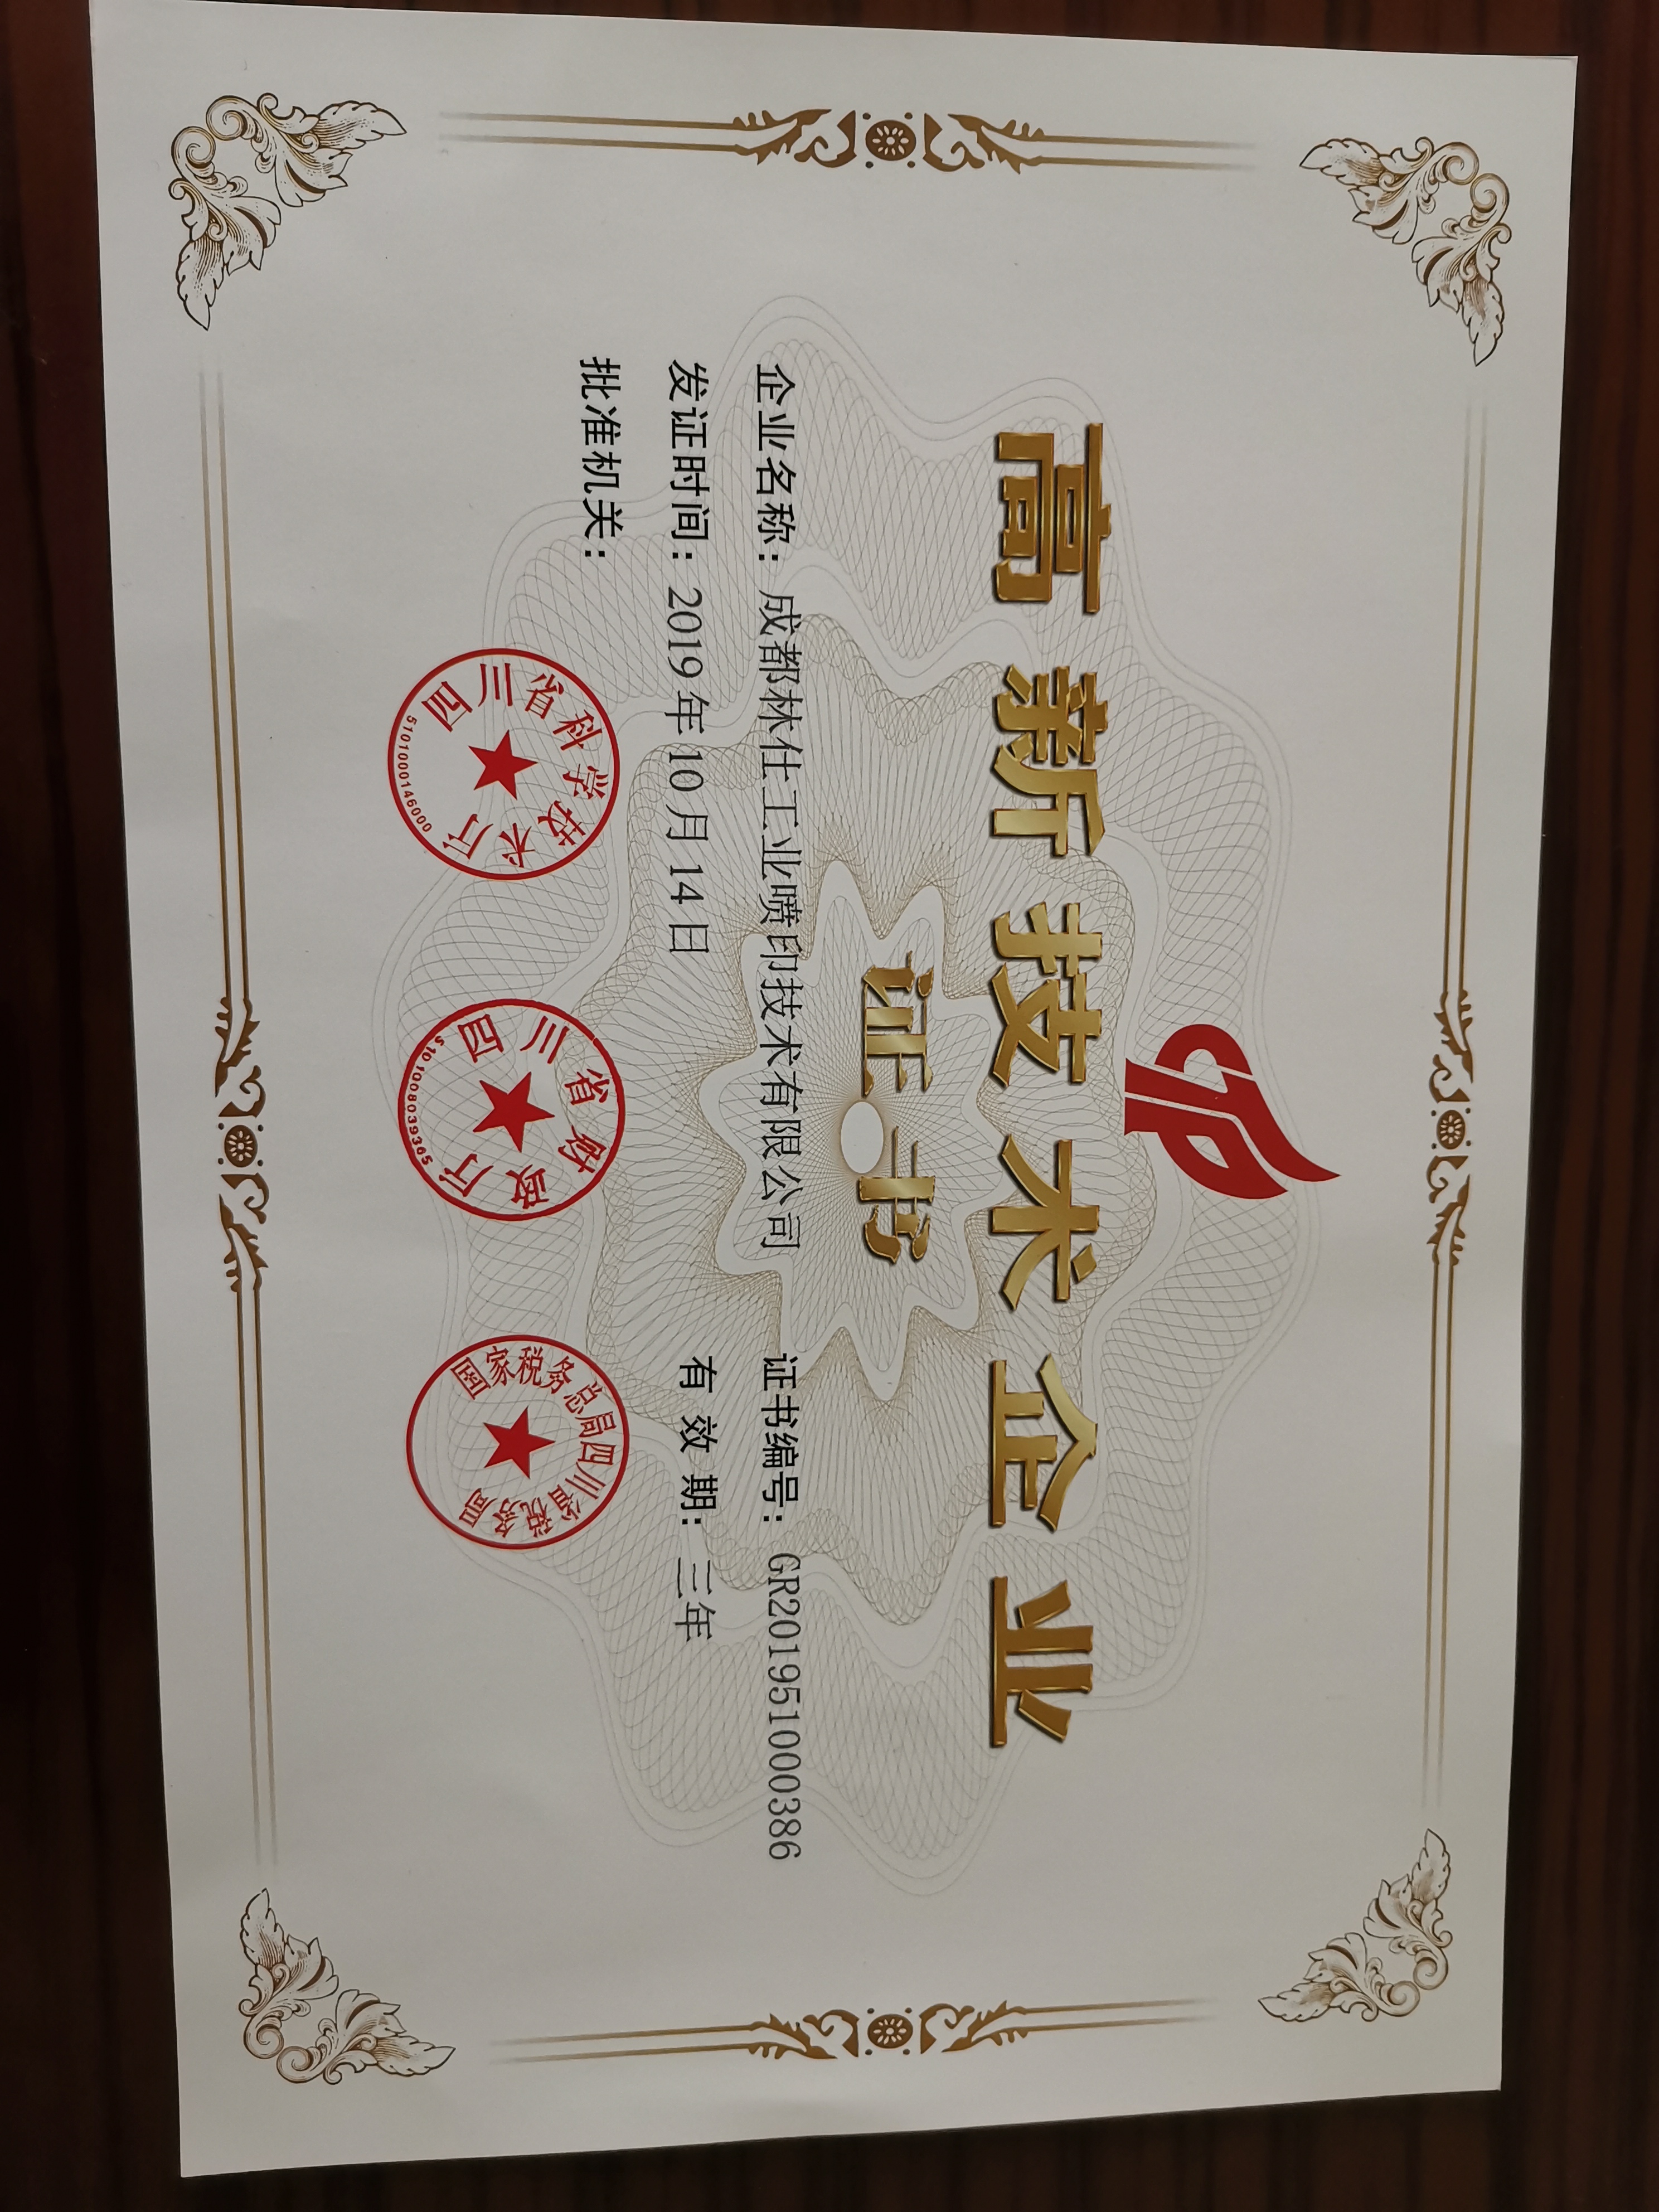 高新技术企业
证书
企业名称：成都林仕工业喷印技术有限公司
证书编号：GR201951000386
发证时间：2019年10月14日
有效期：三年
批准机关：
四川省科学技术厅
5101000146000
四川省财政厅
5101008039365
国家税务总局四川省税务局